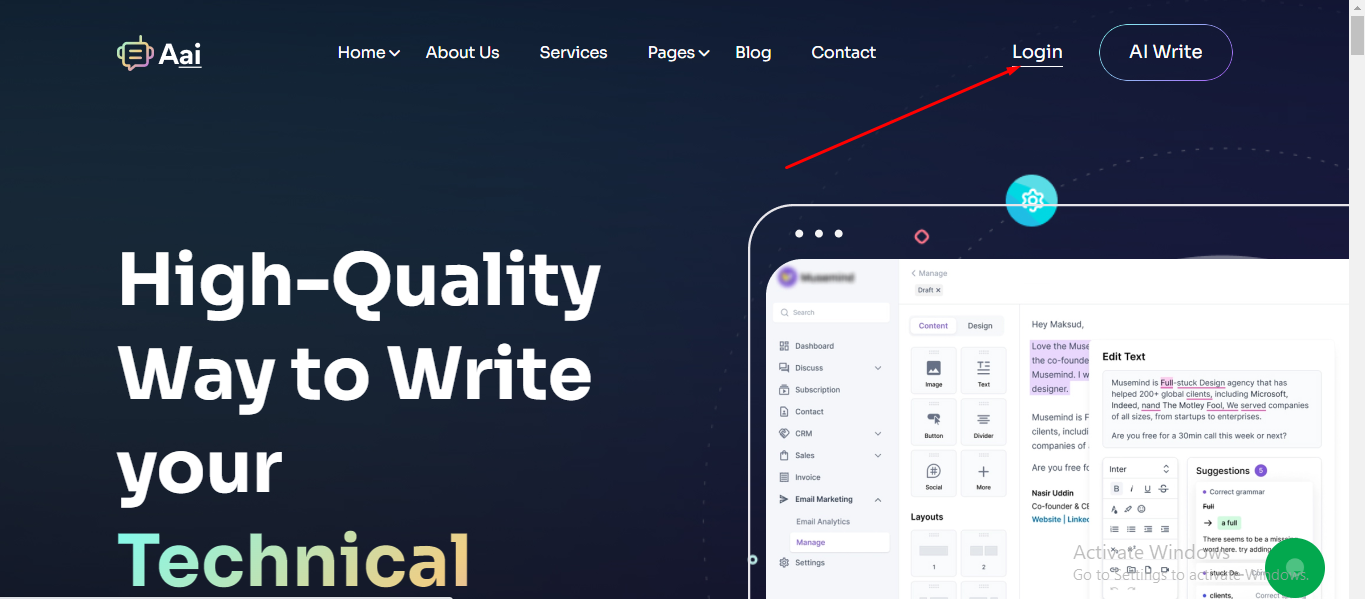 Aai
Home
About Us
Services
Pages
Blog
Contact
Login
AI Write
High-Quality
Way to Write
your
Technical
Musemind
Search
Dashboard
Discuss
Subscription
Contact
CRM
Sales
Invoice
Email Marketing
Email Analytics
Manage
Settings
Manage
Draft ×
Content
Design
Image
Text
Button
Divider
Social
More
Layouts
1
2
Hey Maksud,
Love the Muse
the co-founde
Musemind. I w
designer.
Musemind is F
clients, includi
companies of
Are you free fo
Nasir Uddin
Co-founder & CE
Website | Linked
Edit Text
Musemind is Full-stuck Design agency that has
helped 200+ global clients, including Microsoft,
Indeed, nand The Motley Fool, We served companies
of all sizes, from startups to enterprises.
Are you free for a 30min call this week or next?
Inter
B I U S
Suggestions 5
Correct grammar
Full
→ a full
There seems to be a missing
word here. try adding
stuck De...
clients,
Correct sp
Activate Windows
Go to Settings to activate Windows.